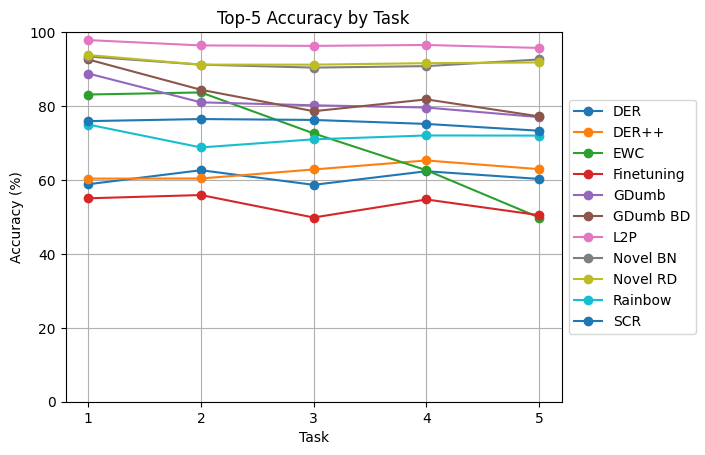 Top-5 Accuracy by Task
Accuracy (%)
100
80
60
40
20
0
1
2
3
4
5
Task
DER
DER++
EWC
Finetuning
GDumb
GDumb BD
L2P
Novel BN
Novel RD
Rainbow
SCR